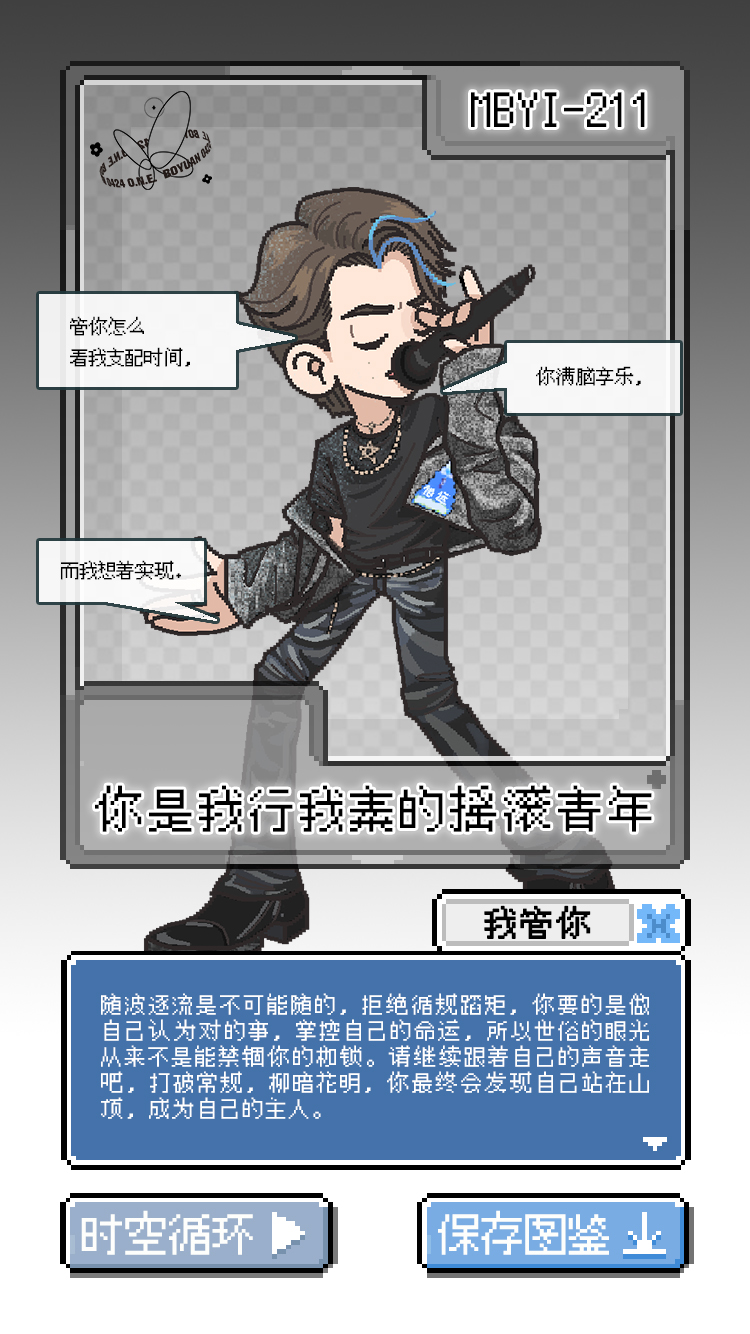 MBYI-211
0424 O.N.E. BOYUAN 042
管你怎么
看我支配时间，
你满脑享乐，
而我想着实现。
你是我行我素的摇滚青年
我管你
随波逐流是不可能随的，拒绝循规蹈矩，你要的是做
自己认为对的事，掌控自己的命运，所以世俗的眼光
从来不是能禁锢你的枷锁。请继续跟着自己的声音走
吧，打破常规，柳暗花明，你最终会发现自己站在山
顶，成为自己的主人。
时空循环
保存图鉴